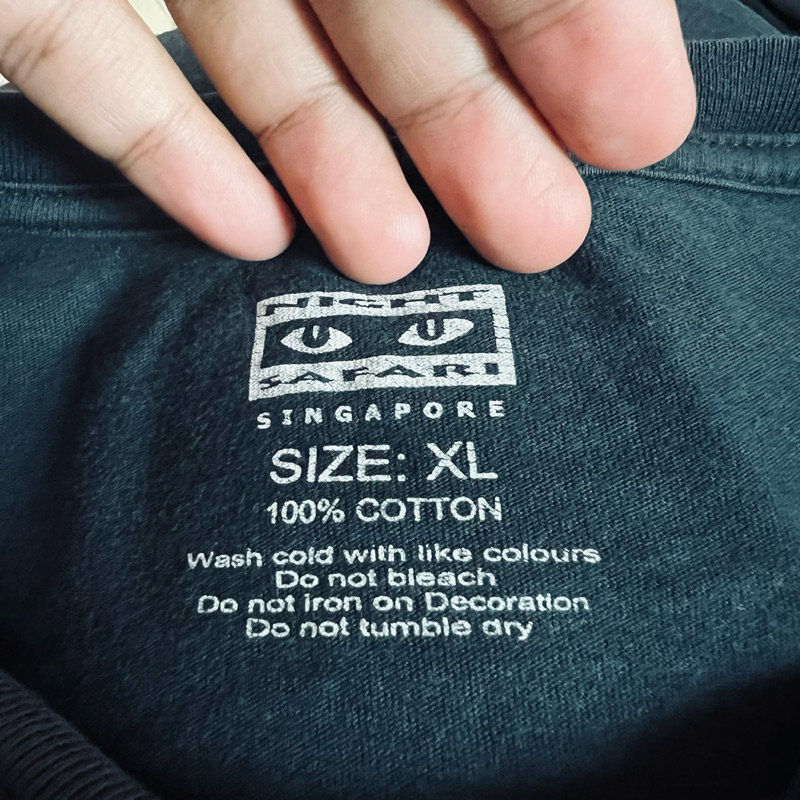 NIGHT
SAFARI
SINGAPORE
SIZE: XL
100% COTTON
Wash cold with like colours
Do not bleach
Do not iron on Decoration
Do not tumble dry